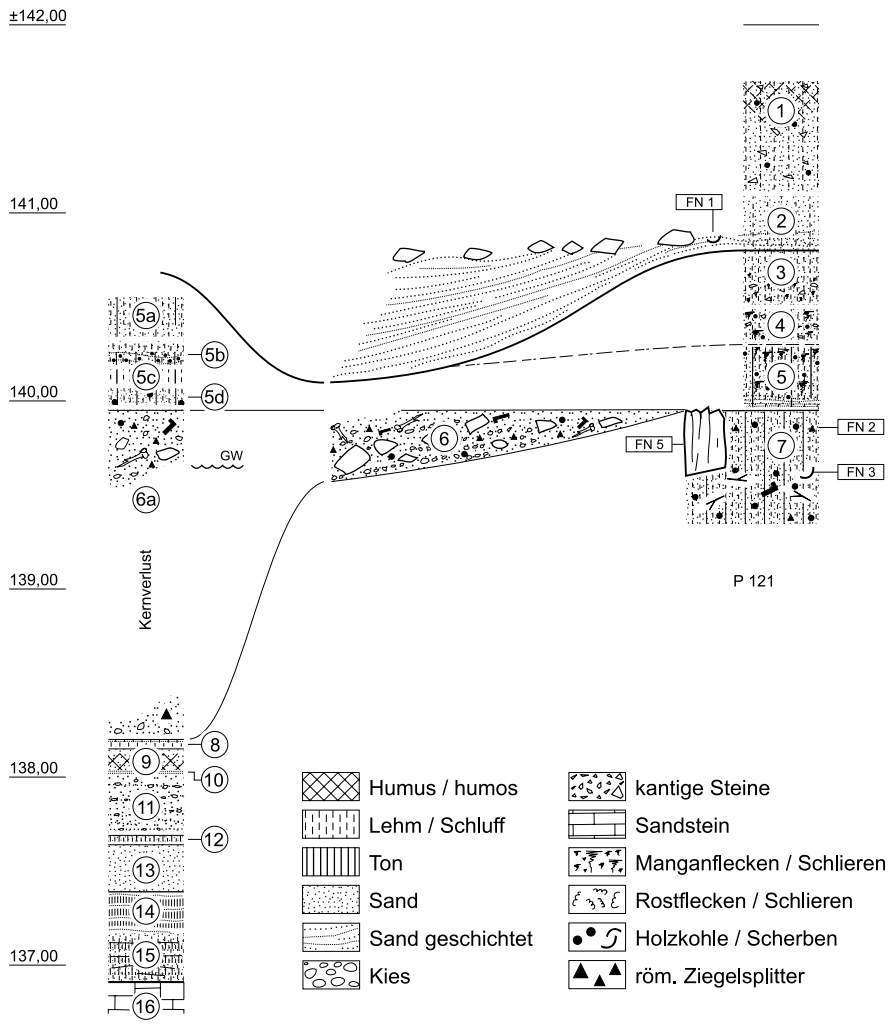 ±142,00
1
141,00
FN 1
2
3
5a
4
5b
5c
5
5d
140,00
6
7
FN 2
FN 5
GW
FN 3
6a
139,00
P 121
Kernverlust
8
9
138,00
10
11
12
13
14
15
137,00
16
Humus / humos
Lehm / Schluff
Ton
Sand
Sand geschichtet
Kies
kantige Steine
Sandstein
Manganflecken / Schlieren
Rostflecken / Schlieren
Holzkohle / Scherben
röm. Ziegelsplitter